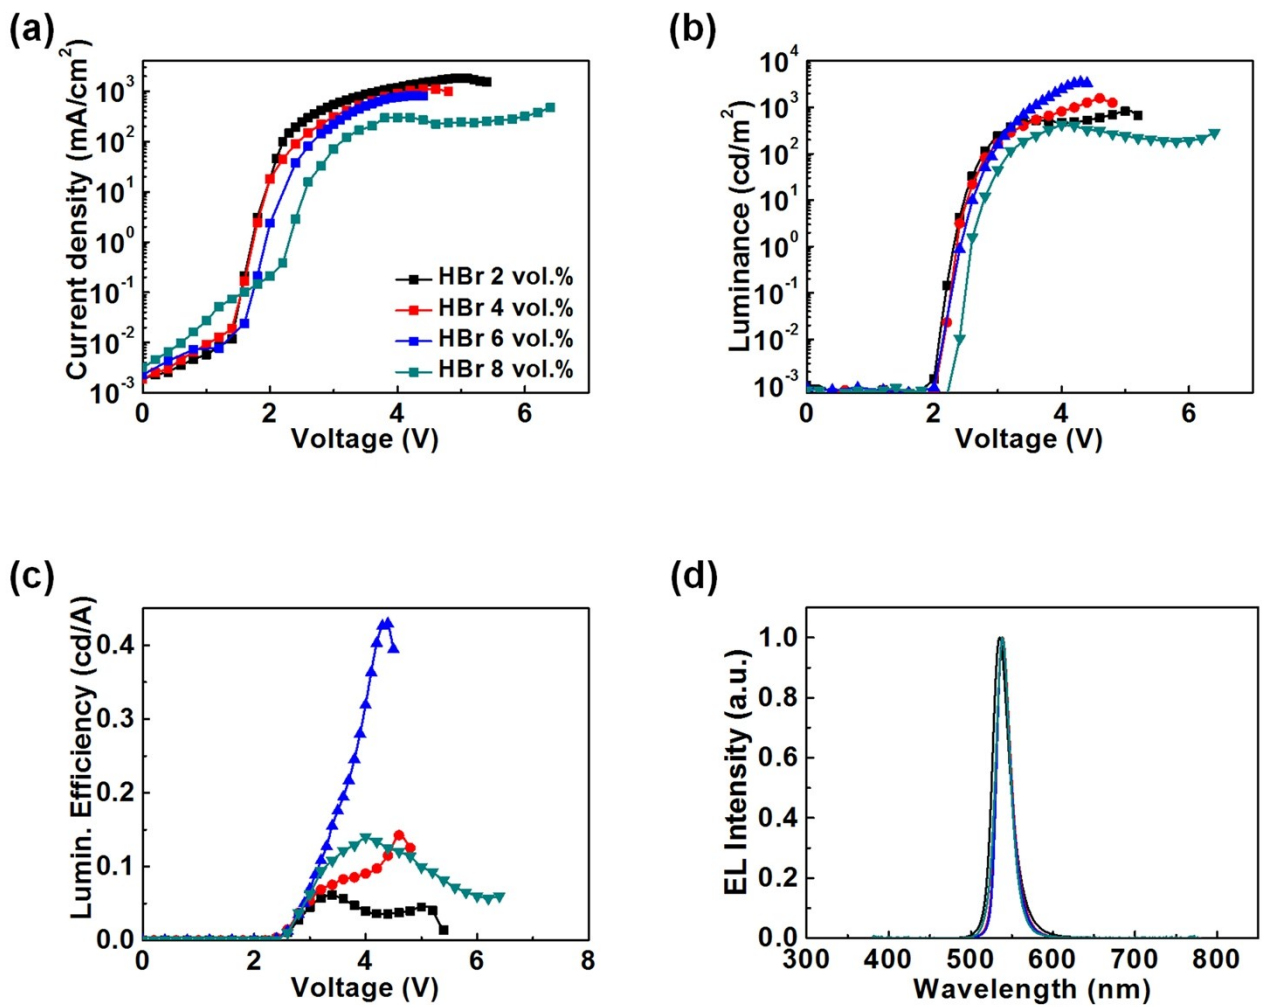 (a)
Current density (mA/cm²)
10³
10²
10¹
10⁰
10⁻¹
10⁻²
10⁻³
HBr 2 vol.%
HBr 4 vol.%
HBr 6 vol.%
HBr 8 vol.%
0 2 4 6
Voltage (V)
(b)
Luminance (cd/m²)
10⁴
10³
10²
10¹
10⁰
10⁻¹
10⁻²
10⁻³
0 2 4 6
Voltage (V)
(c)
Lumin. Efficiency (cd/A)
0.4
0.3
0.2
0.1
0.0
0 2 4 6 8
Voltage (V)
(d)
EL Intensity (a.u.)
1.0
0.8
0.6
0.4
0.2
0.0
300 400 500 600 700 800
Wavelength (nm)